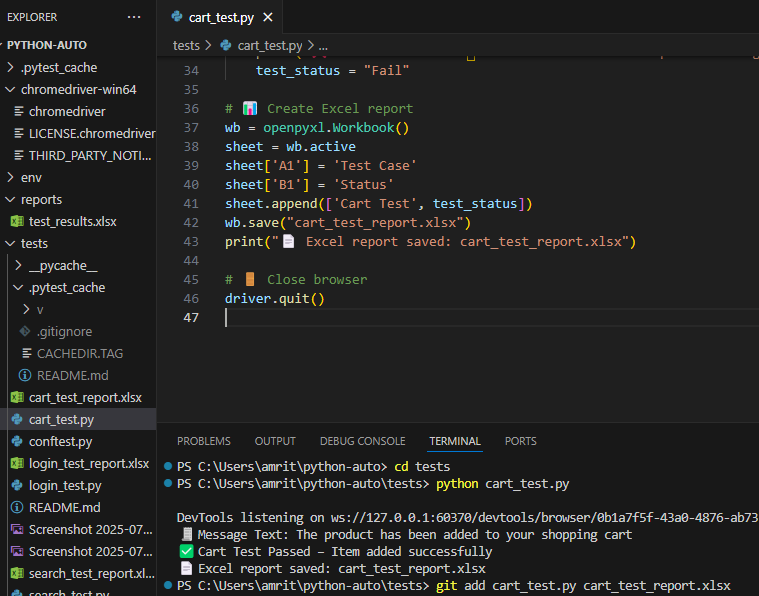 EXPLORER ...
PYTHON-AUTO
.pytest_cache
chromedriver-win64
chromedriver
LICENSE.chromedriver
THIRD_PARTY_NOTI...
env
reports
test_results.xlsx
tests
__pycache__
.pytest_cache
v
.gitignore
CACHEDIR.TAG
README.md
cart_test_report.xlsx
cart_test.py
conftest.py
login_test_report.xlsx
login_test.py
README.md
Screenshot 2025-07...
Screenshot 2025-07...
search_test_report.xl...
search_test.py
cart_test.py
tests > cart_test.py > ...
34 test_status = "Fail"
35
36 # 📊 Create Excel report
37 wb = openpyxl.Workbook()
38 sheet = wb.active
39 sheet['A1'] = 'Test Case'
40 sheet['B1'] = 'Status'
41 sheet.append(['Cart Test', test_status])
42 wb.save("cart_test_report.xlsx")
43 print("📄 Excel report saved: cart_test_report.xlsx")
44
45 # 🚪 Close browser
46 driver.quit()
47
PROBLEMS OUTPUT DEBUG CONSOLE TERMINAL PORTS
PS C:\Users\amrit\python-auto> cd tests
PS C:\Users\amrit\python-auto\tests> python cart_test.py
DevTools listening on ws://127.0.0.1:60370/devtools/browser/0b1a7f5f-43a0-4876-ab73
🧾 Message Text: The product has been added to your shopping cart
✅ Cart Test Passed – Item added successfully
📄 Excel report saved: cart_test_report.xlsx
PS C:\Users\amrit\python-auto\tests> git add cart_test.py cart_test_report.xlsx